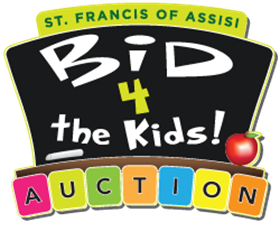 ST. FRANCIS OF ASSISI
BiD
4
the Kids!
AUCTION